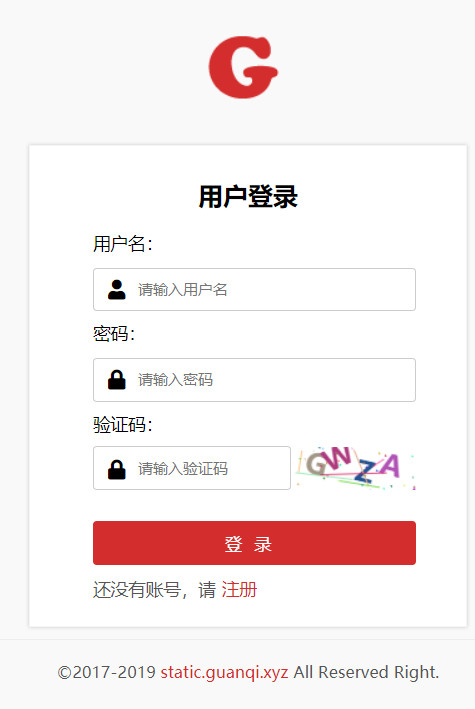 G
用户登录
用户名：
请输入用户名
密码：
请输入密码
验证码：
请输入验证码 GWZA
登 录
还没有账号，请 注册
©2017-2019 static.guanqi.xyz All Reserved Right.